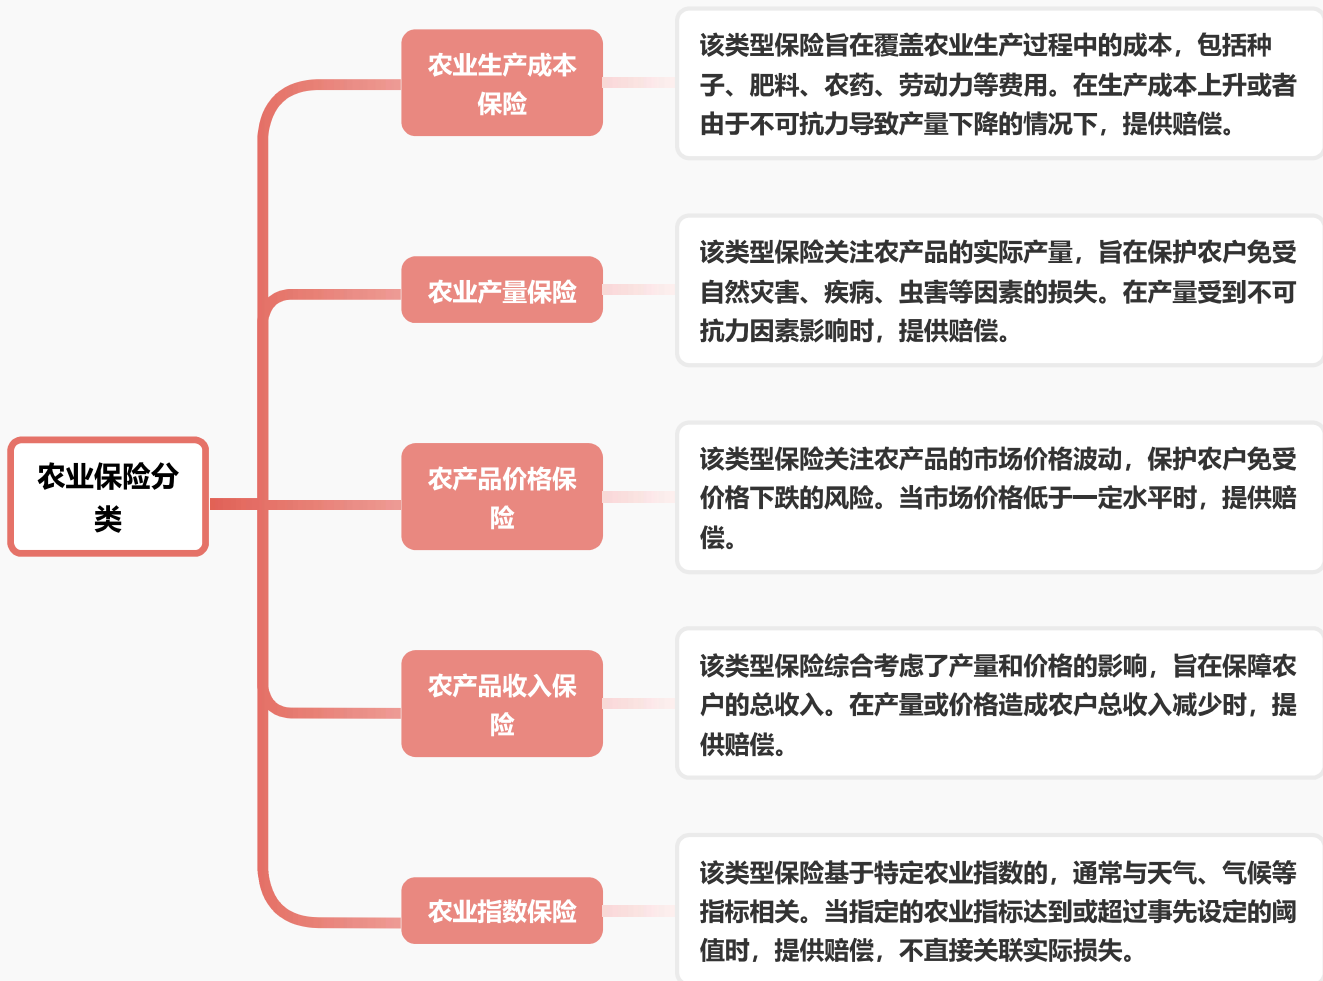 农业保险分
类
农业生产成本
保险
该类型保险旨在覆盖农业生产过程中的成本，包括种
子、肥料、农药、劳动力等费用。在生产成本上升或者
由于不可抗力导致产量下降的情况下，提供赔偿。
农业产量保险
该类型保险关注农产品的实际产量，旨在保护农户免受
自然灾害、疾病、虫害等因素的损失。在产量受到不可
抗力因素影响时，提供赔偿。
农产品价格保
险
该类型保险关注农产品的市场价格波动，保护农户免受
价格下跌的风险。当市场价格低于一定水平时，提供赔
偿。
农产品收入保
险
该类型保险综合考虑了产量和价格的影响，旨在保障农
户的总收入。在产量或价格造成农户总收入减少时，提
供赔偿。
农业指数保险
该类型保险基于特定农业指数的，通常与天气、气候等
指标相关。当指定的农业指标达到或超过事先设定的阈
值时，提供赔偿，不直接关联实际损失。